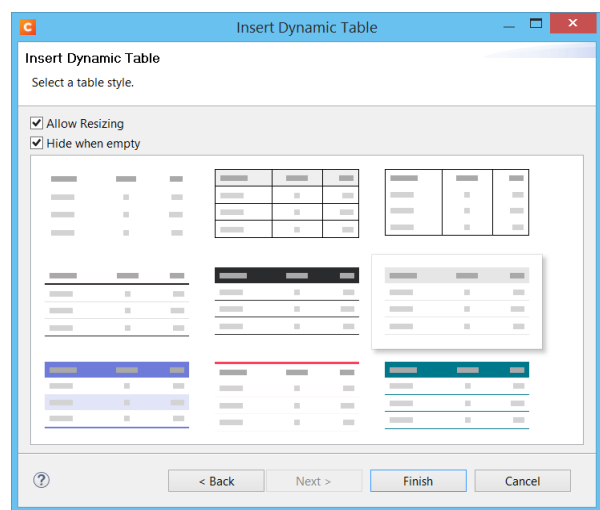 C Insert Dynamic Table
Insert Dynamic Table
Select a table style.
Allow Resizing
Hide when empty
? < Back Next > Finish Cancel